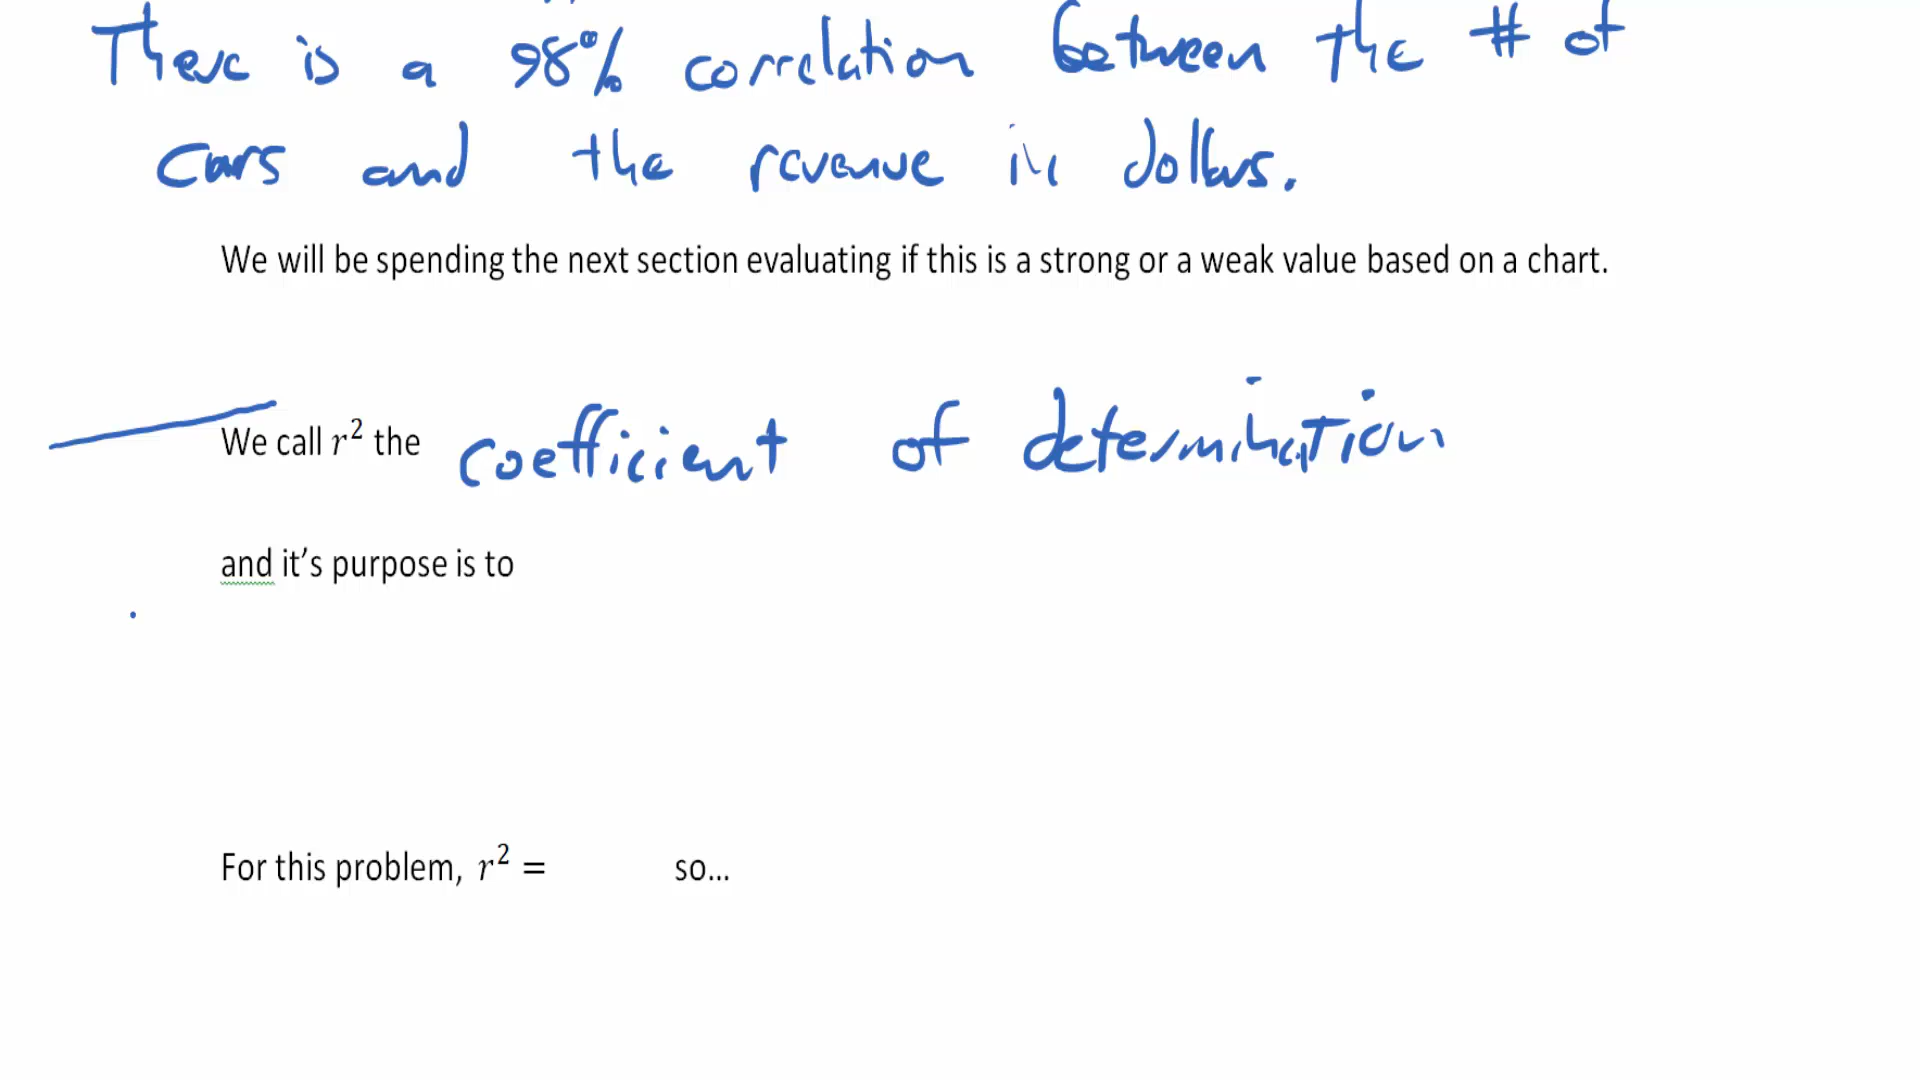 There is a 98% correlation between the # of
cars and the revenue in dollars.
We will be spending the next section evaluating if this is a strong or a weak value based on a chart.
We call r² the coefficient of determination
and it's purpose is to
For this problem, r² = so...